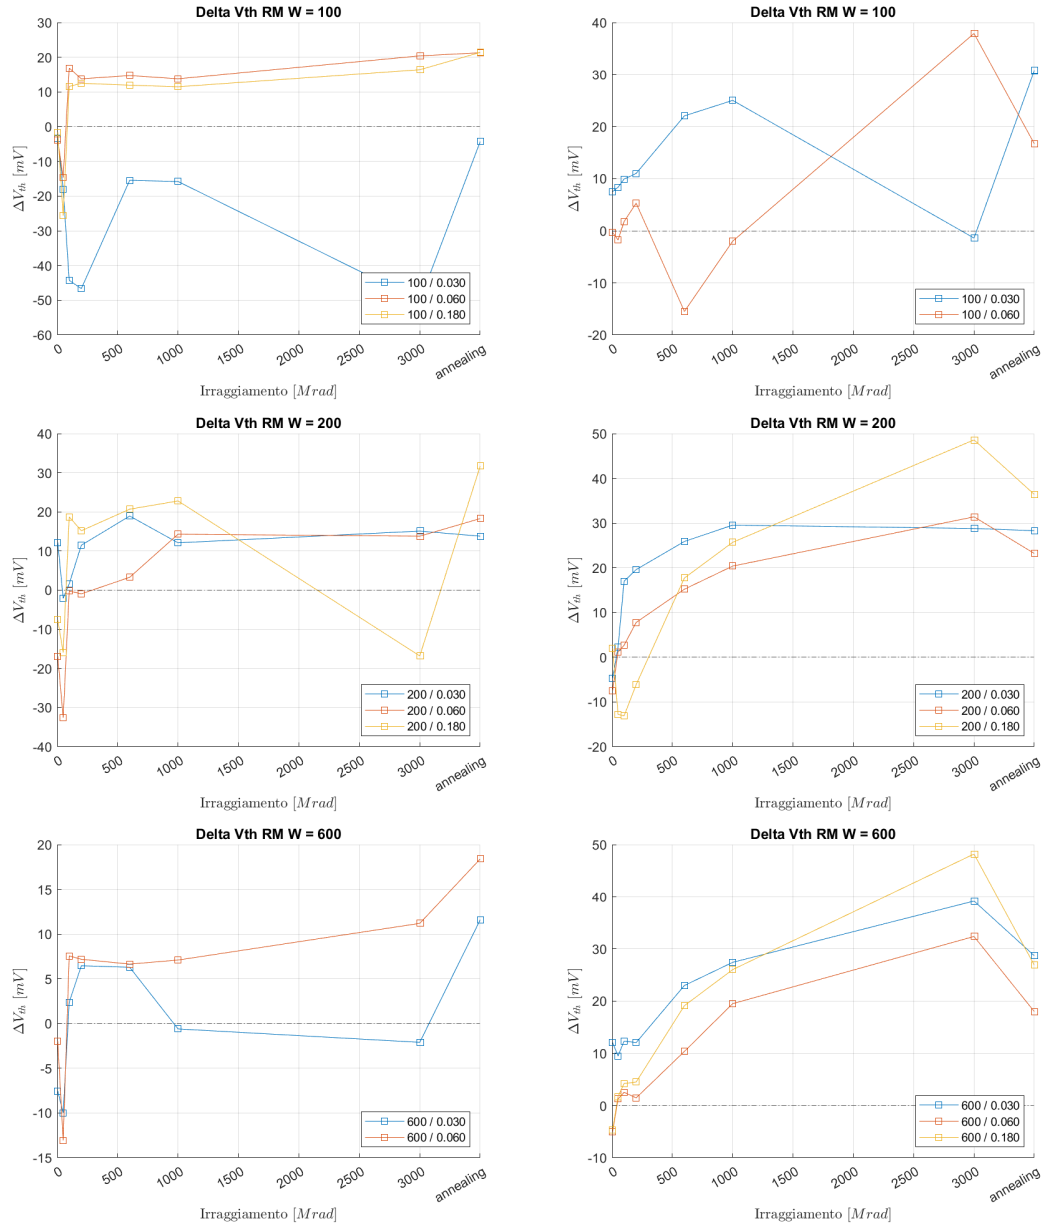 Delta Vth RM W = 100
30
20
10
0
-10
-20
-30
-40
-50
-60
ΔV_th [mV]
0
500
1000
1500
2000
2500
3000
annealing
Irraggiamento [Mrad]
100 / 0.030
100 / 0.060
100 / 0.180
Delta Vth RM W = 100
40
30
20
10
0
-10
-20
ΔV_th [mV]
0
500
1000
1500
2000
2500
3000
annealing
Irraggiamento [Mrad]
100 / 0.030
100 / 0.060
Delta Vth RM W = 200
40
30
20
10
0
-10
-20
-30
-40
ΔV_th [mV]
0
500
1000
1500
2000
2500
3000
annealing
Irraggiamento [Mrad]
200 / 0.030
200 / 0.060
200 / 0.180
Delta Vth RM W = 200
50
40
30
20
10
0
-10
-20
ΔV_th [mV]
0
500
1000
1500
2000
2500
3000
annealing
Irraggiamento [Mrad]
200 / 0.030
200 / 0.060
200 / 0.180
Delta Vth RM W = 600
20
15
10
5
0
-5
-10
-15
ΔV_th [mV]
0
500
1000
1500
2000
2500
3000
annealing
Irraggiamento [Mrad]
600 / 0.030
600 / 0.060
Delta Vth RM W = 600
50
40
30
20
10
0
-10
ΔV_th [mV]
0
500
1000
1500
2000
2500
3000
annealing
Irraggiamento [Mrad]
600 / 0.030
600 / 0.060
600 / 0.180